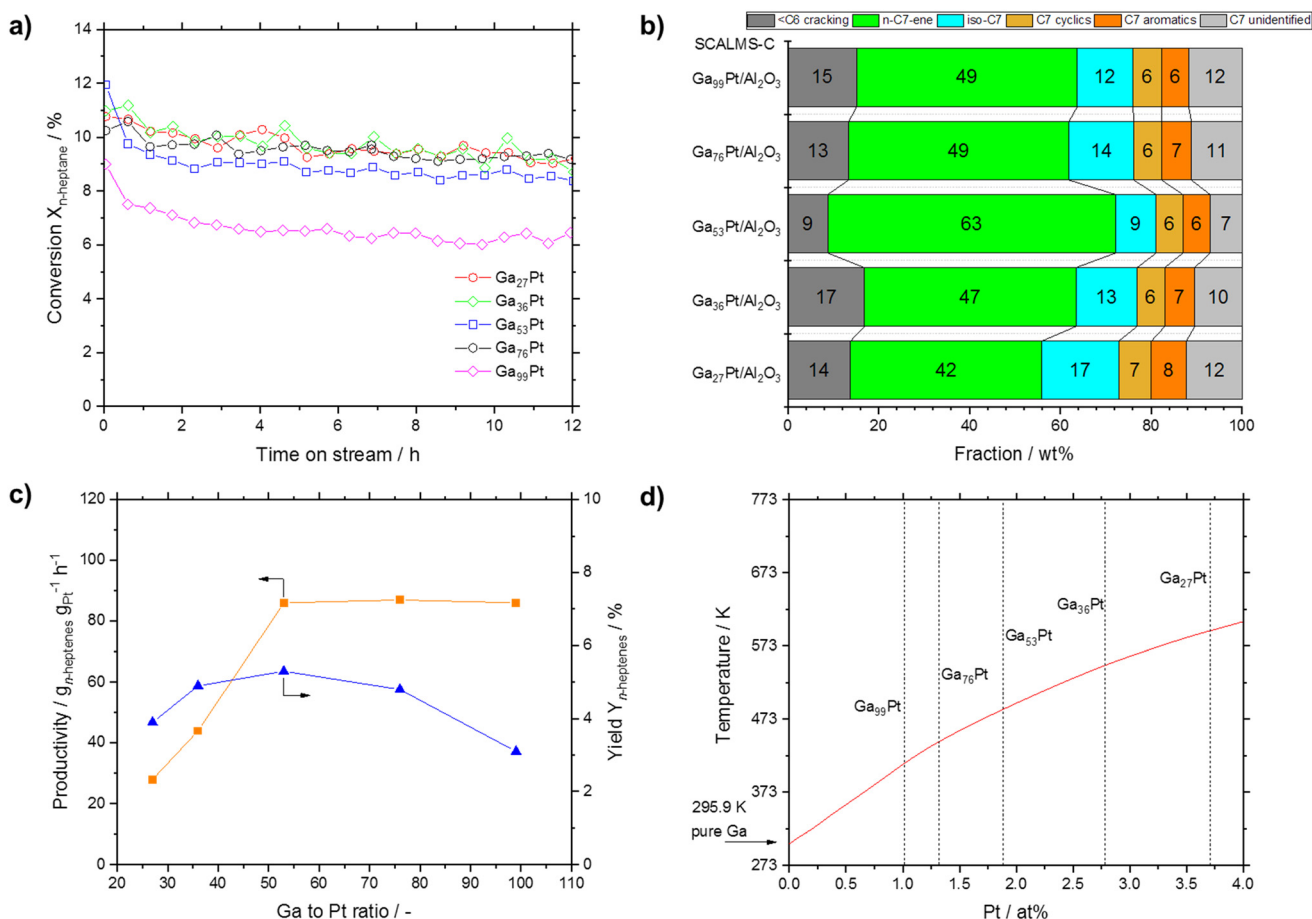 a)
Conversion X_n-heptane / %
14
12
10
8
6
4
2
0
Ga27Pt
Ga36Pt
Ga53Pt
Ga76Pt
Ga99Pt
0 2 4 6 8 10 12
Time on stream / h
b)
<C6 cracking n-C7-ene iso-C7 C7 cyclics C7 aromatics C7 unidentified
SCALMS-C
Ga99Pt/Al2O3 15 49 12 6 6 12
Ga76Pt/Al2O3 13 49 14 6 7 11
Ga53Pt/Al2O3 9 63 9 6 6 7
Ga36Pt/Al2O3 17 47 13 6 7 10
Ga27Pt/Al2O3 14 42 17 7 8 12
0 20 40 60 80 100
Fraction / wt%
c)
Productivity / g_n-heptenes g_Pt^-1 h^-1
120
100
80
60
40
20
0
10
8
6
4
2
0
Yield Y_n-heptenes / %
20 30 40 50 60 70 80 90 100 110
Ga to Pt ratio / -
d)
Temperature / K
773
673
573
473
373
273
Ga27Pt
Ga36Pt
Ga53Pt
Ga76Pt
Ga99Pt
295.9 K
pure Ga
0.0 0.5 1.0 1.5 2.0 2.5 3.0 3.5 4.0
Pt / at%